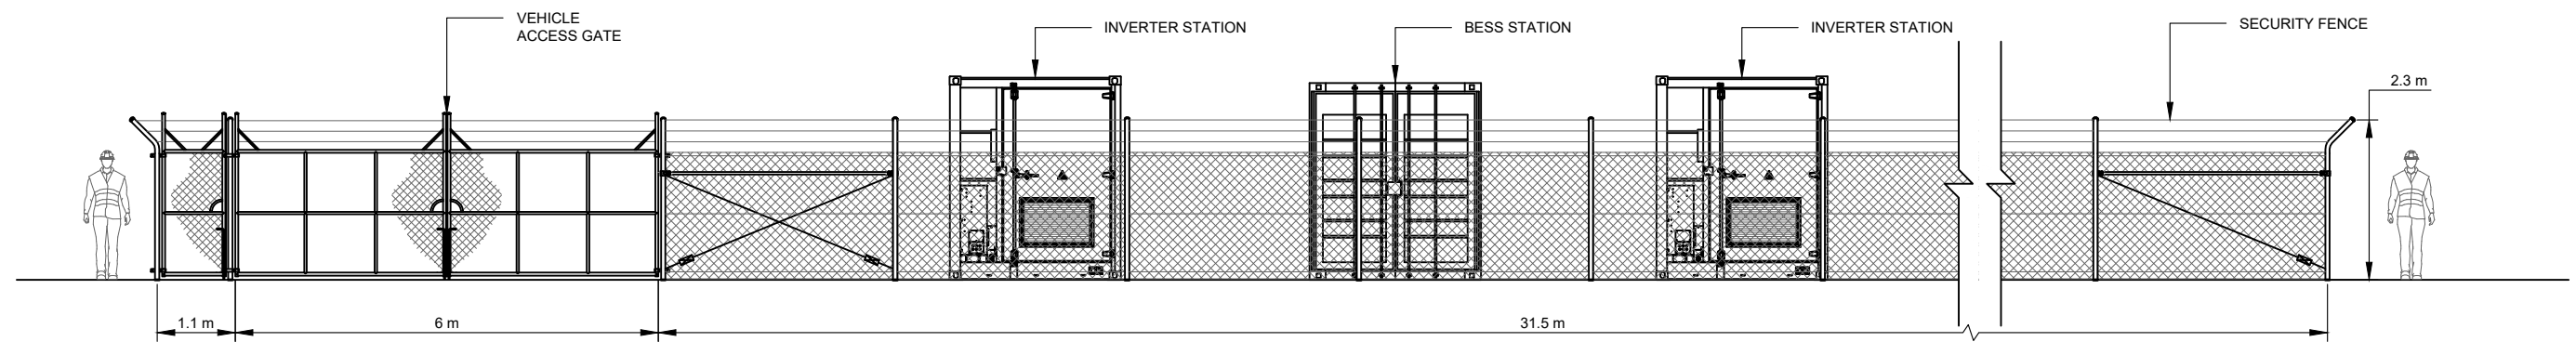 VEHICLE
ACCESS GATE
INVERTER STATION
BESS STATION
INVERTER STATION
SECURITY FENCE
2.3 m
1.1 m
6 m
31.5 m